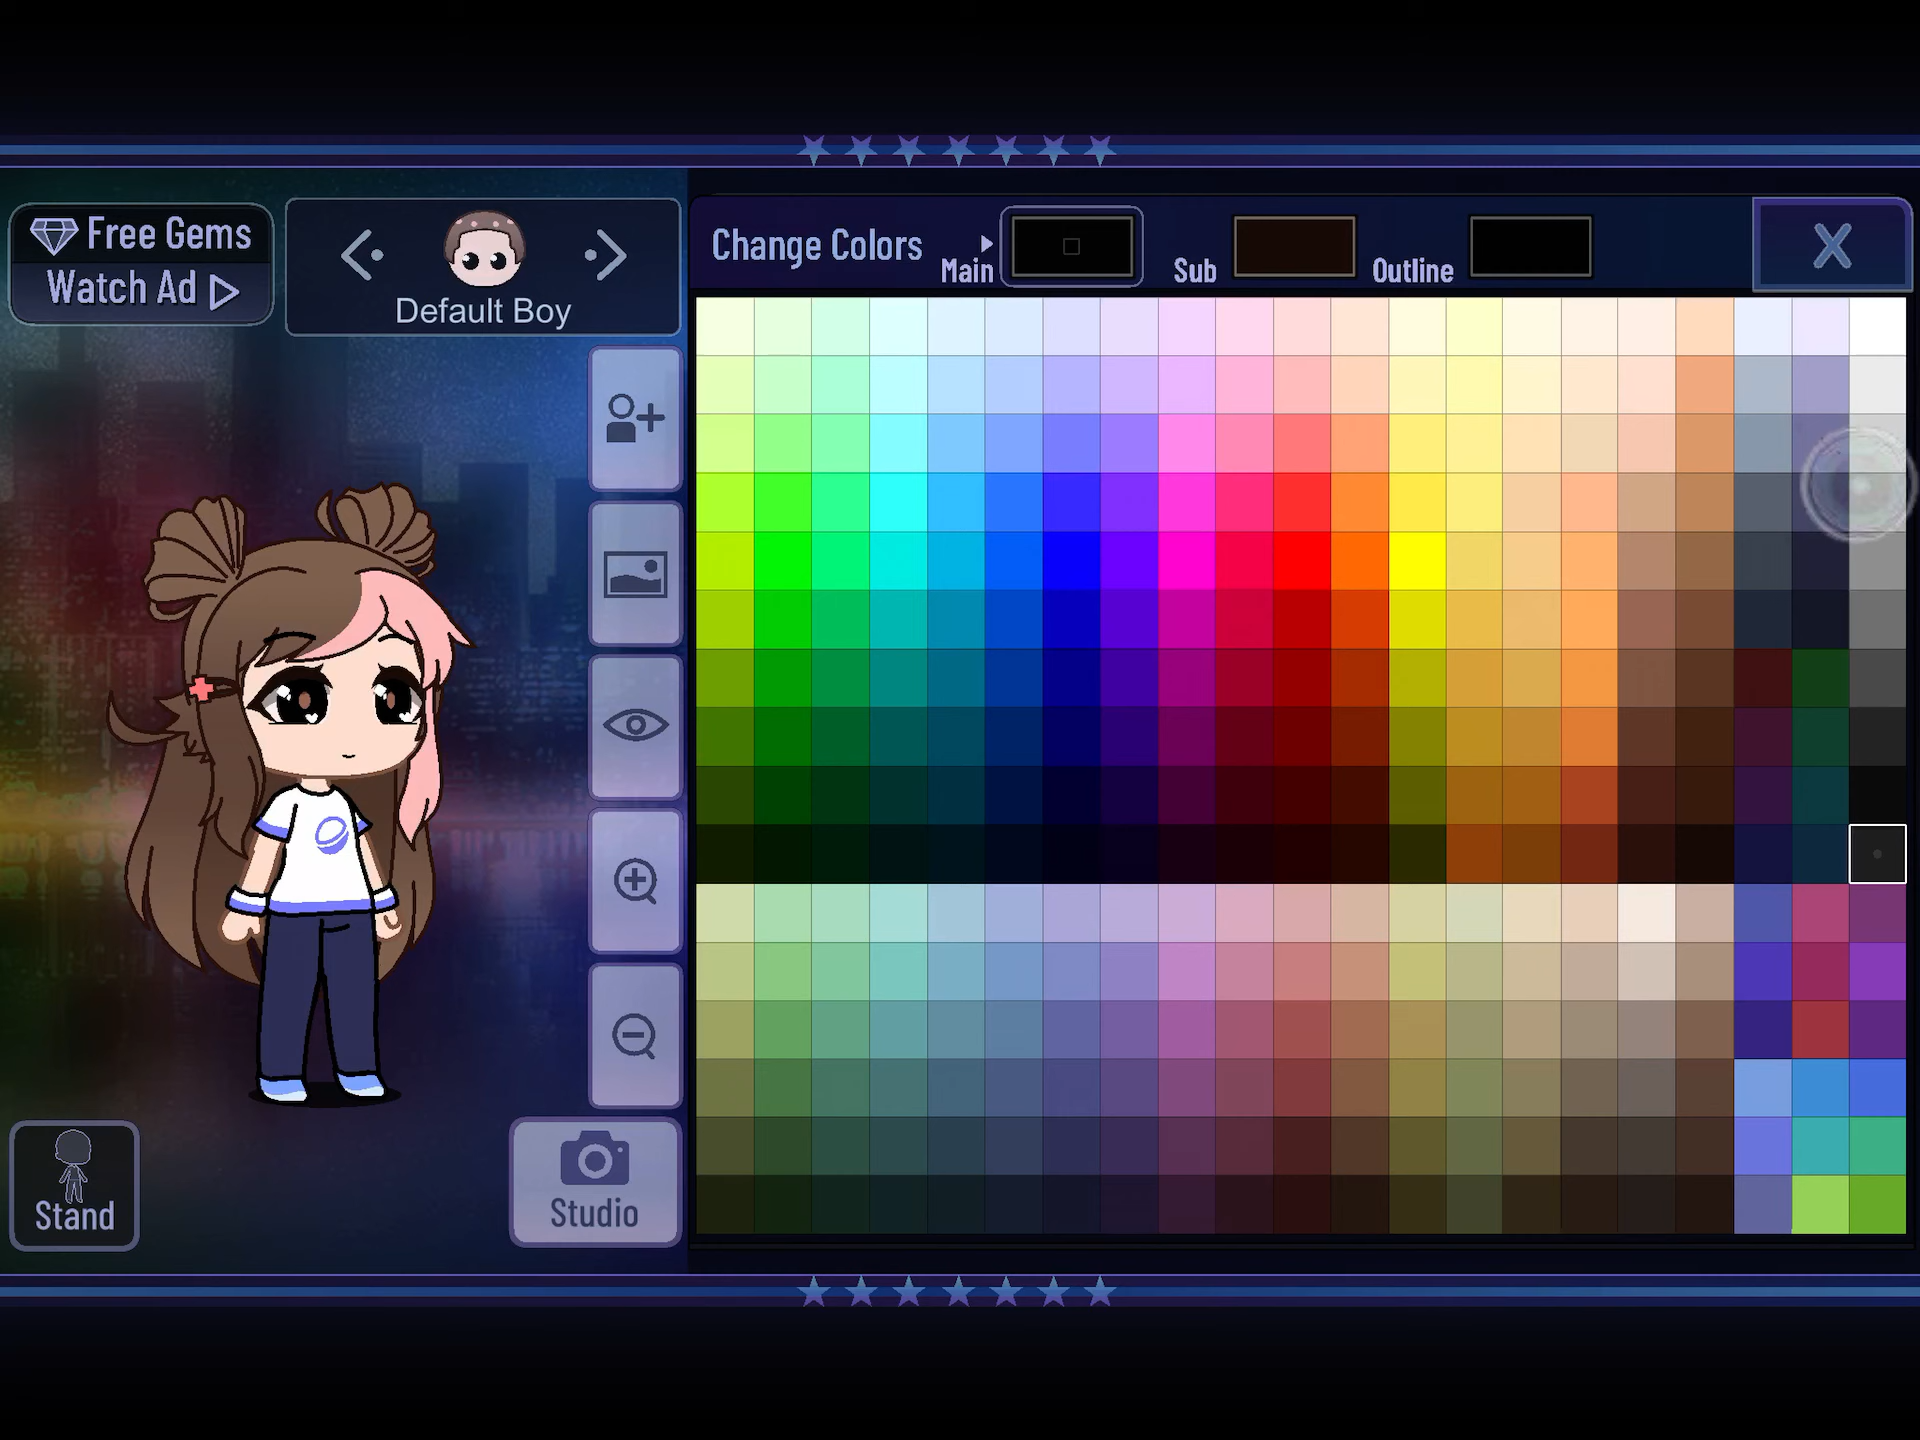 Free Gems
Watch Ad
Default Boy
Change Colors
Main
Sub
Outline
X
Stand
Studio